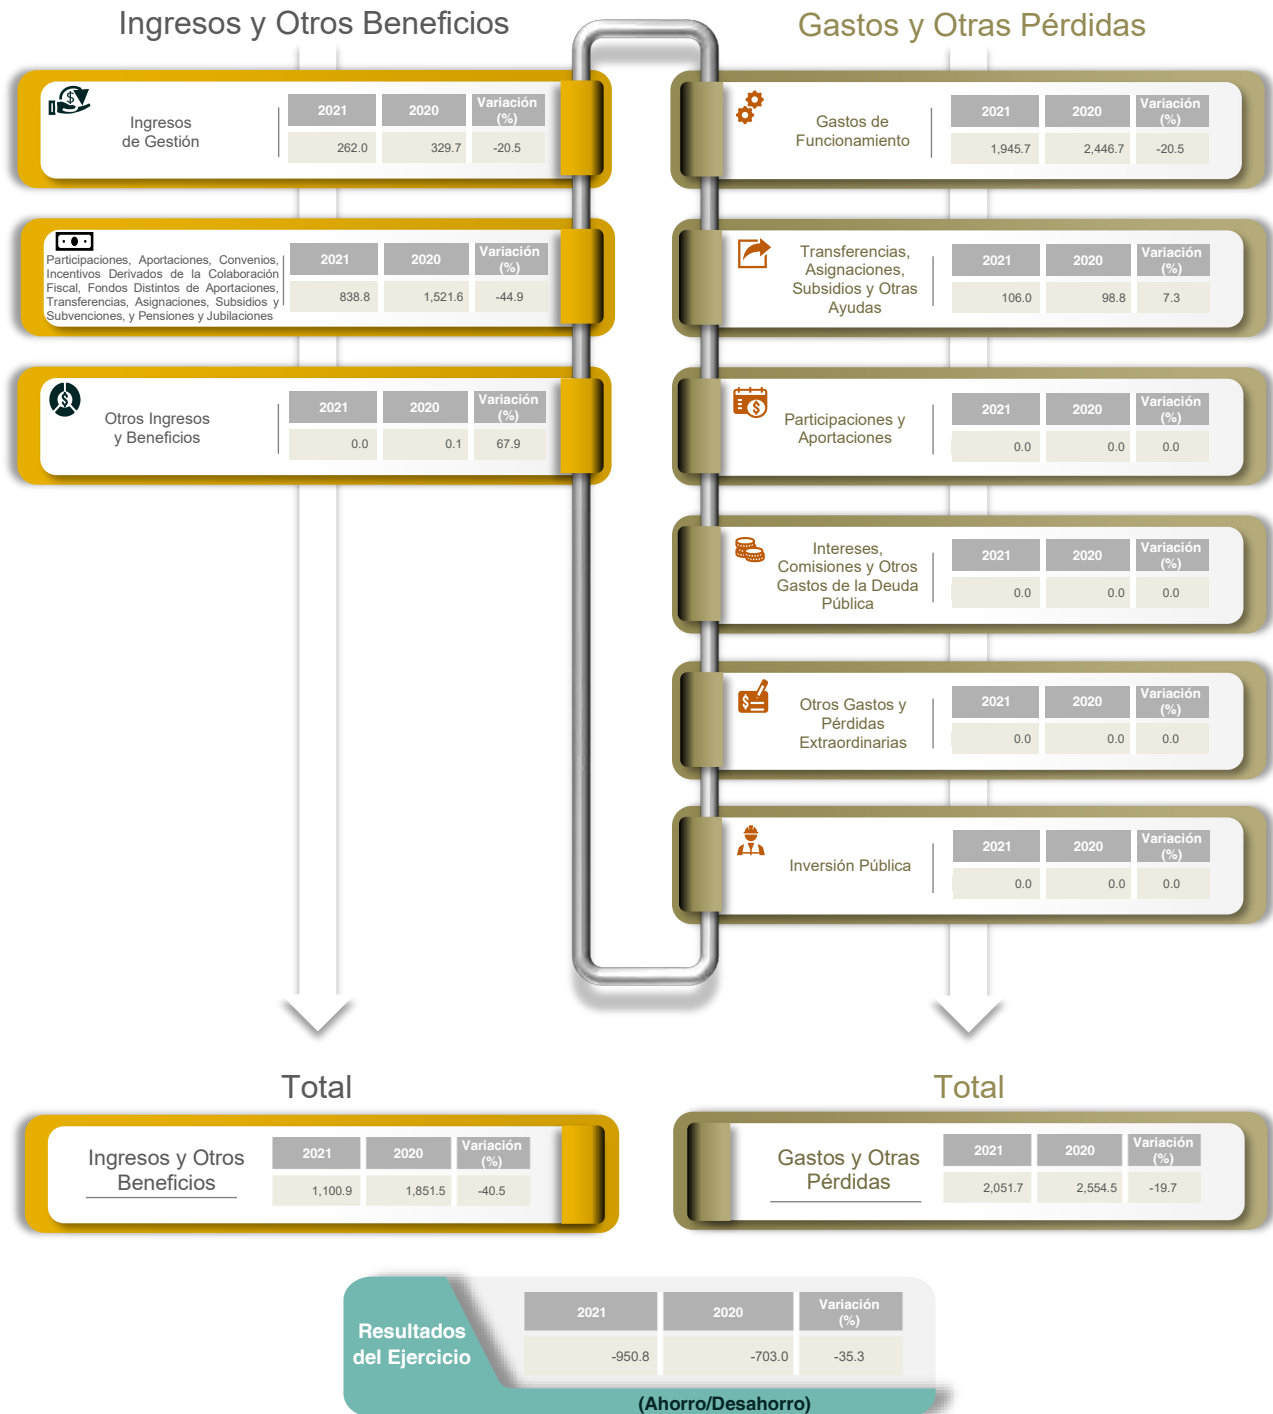 Ingresos y Otros Beneficios
Ingresos
de Gestión
2021 2020 Variación (%)
262.0 329.7 -20.5
Participaciones, Aportaciones, Convenios,
Incentivos Derivados de la Colaboración
Fiscal, Fondos Distintos de Aportaciones,
Transferencias, Asignaciones, Subsidios y
Subvenciones, y Pensiones y Jubilaciones
2021 2020 Variación (%)
838.8 1,521.6 -44.9
Otros Ingresos
y Beneficios
2021 2020 Variación (%)
0.0 0.1 67.9
Gastos y Otras Pérdidas
Gastos de
Funcionamiento
2021 2020 Variación (%)
1,945.7 2,446.7 -20.5
Transferencias,
Asignaciones,
Subsidios y Otras
Ayudas
2021 2020 Variación (%)
106.0 98.8 7.3
Participaciones y
Aportaciones
2021 2020 Variación (%)
0.0 0.0 0.0
Intereses,
Comisiones y Otros
Gastos de la Deuda
Pública
2021 2020 Variación (%)
0.0 0.0 0.0
Otros Gastos y
Pérdidas
Extraordinarias
2021 2020 Variación (%)
0.0 0.0 0.0
Inversión Pública
2021 2020 Variación (%)
0.0 0.0 0.0
Total
Ingresos y Otros
Beneficios
2021 2020 Variación (%)
1,100.9 1,851.5 -40.5
Total
Gastos y Otras
Pérdidas
2021 2020 Variación (%)
2,051.7 2,554.5 -19.7
Resultados
del Ejercicio
2021 2020 Variación (%)
-950.8 -703.0 -35.3
(Ahorro/Desahorro)